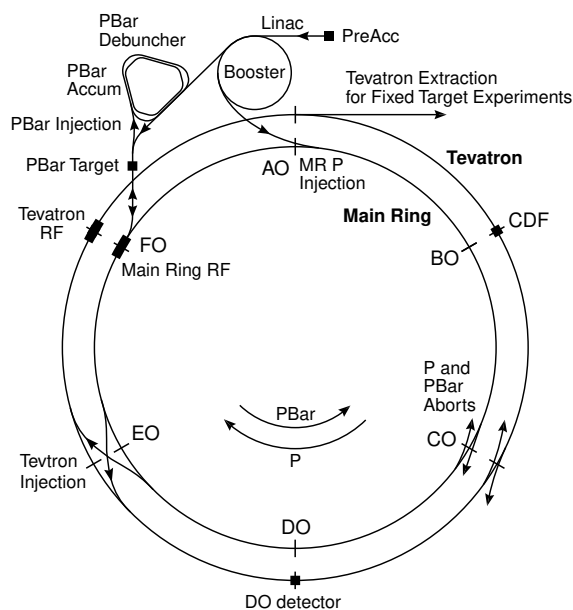 PBar
Debuncher
Linac
PreAcc
PBar
Accum
Booster
Tevatron Extraction
for Fixed Target Experiments
PBar Injection
PBar Target
AO
MR P
Injection
Tevatron
Tevatron
RF
Main Ring
CDF
FO
BO
Main Ring RF
P and
PBar
Aborts
PBar
P
EO
CO
Tevtron
Injection
DO
DO detector